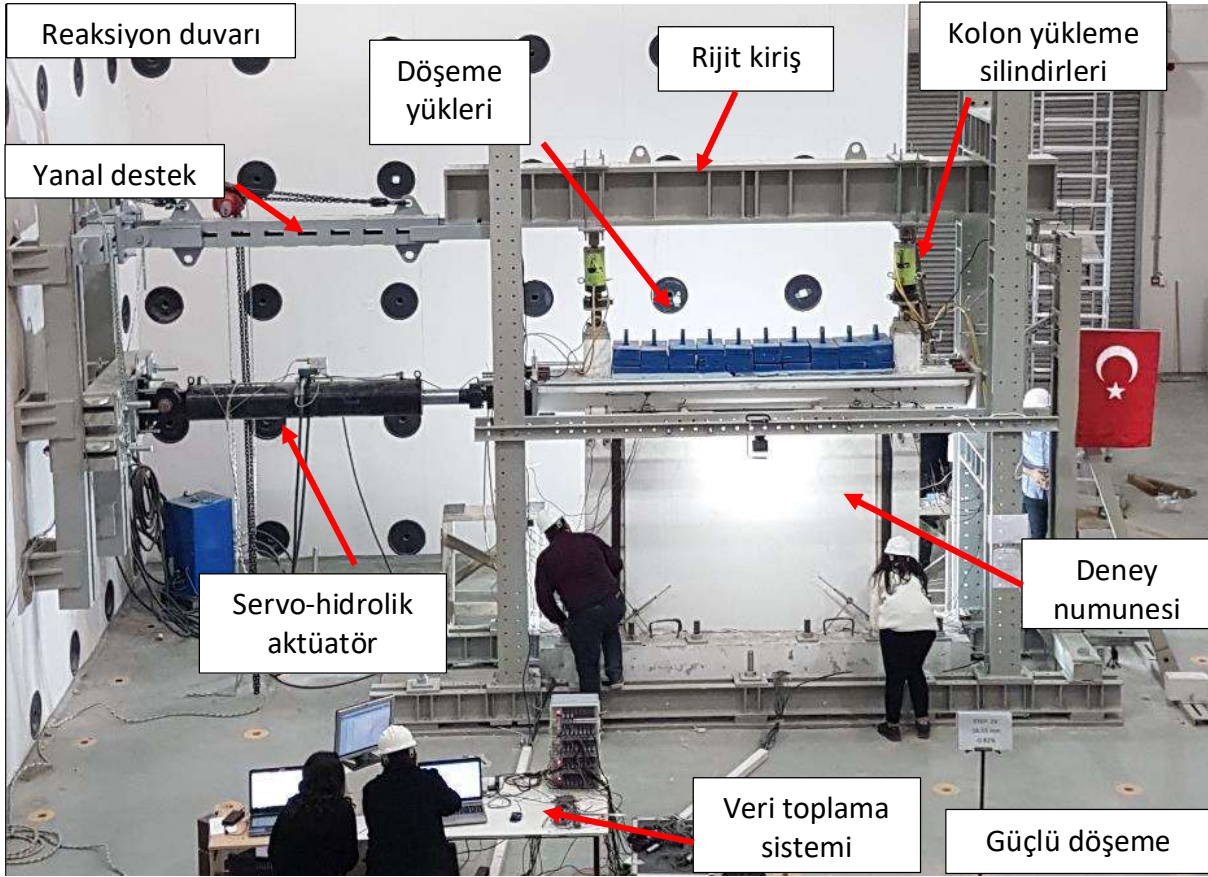 Reaksiyon duvarı
Döşeme
yükleri
Rijit kiriş
Kolon yükleme
silindirleri
Yanal destek
Servo-hidrolik
aktüatör
Deney
numunesi
Veri toplama
sistemi
Güçlü döşeme